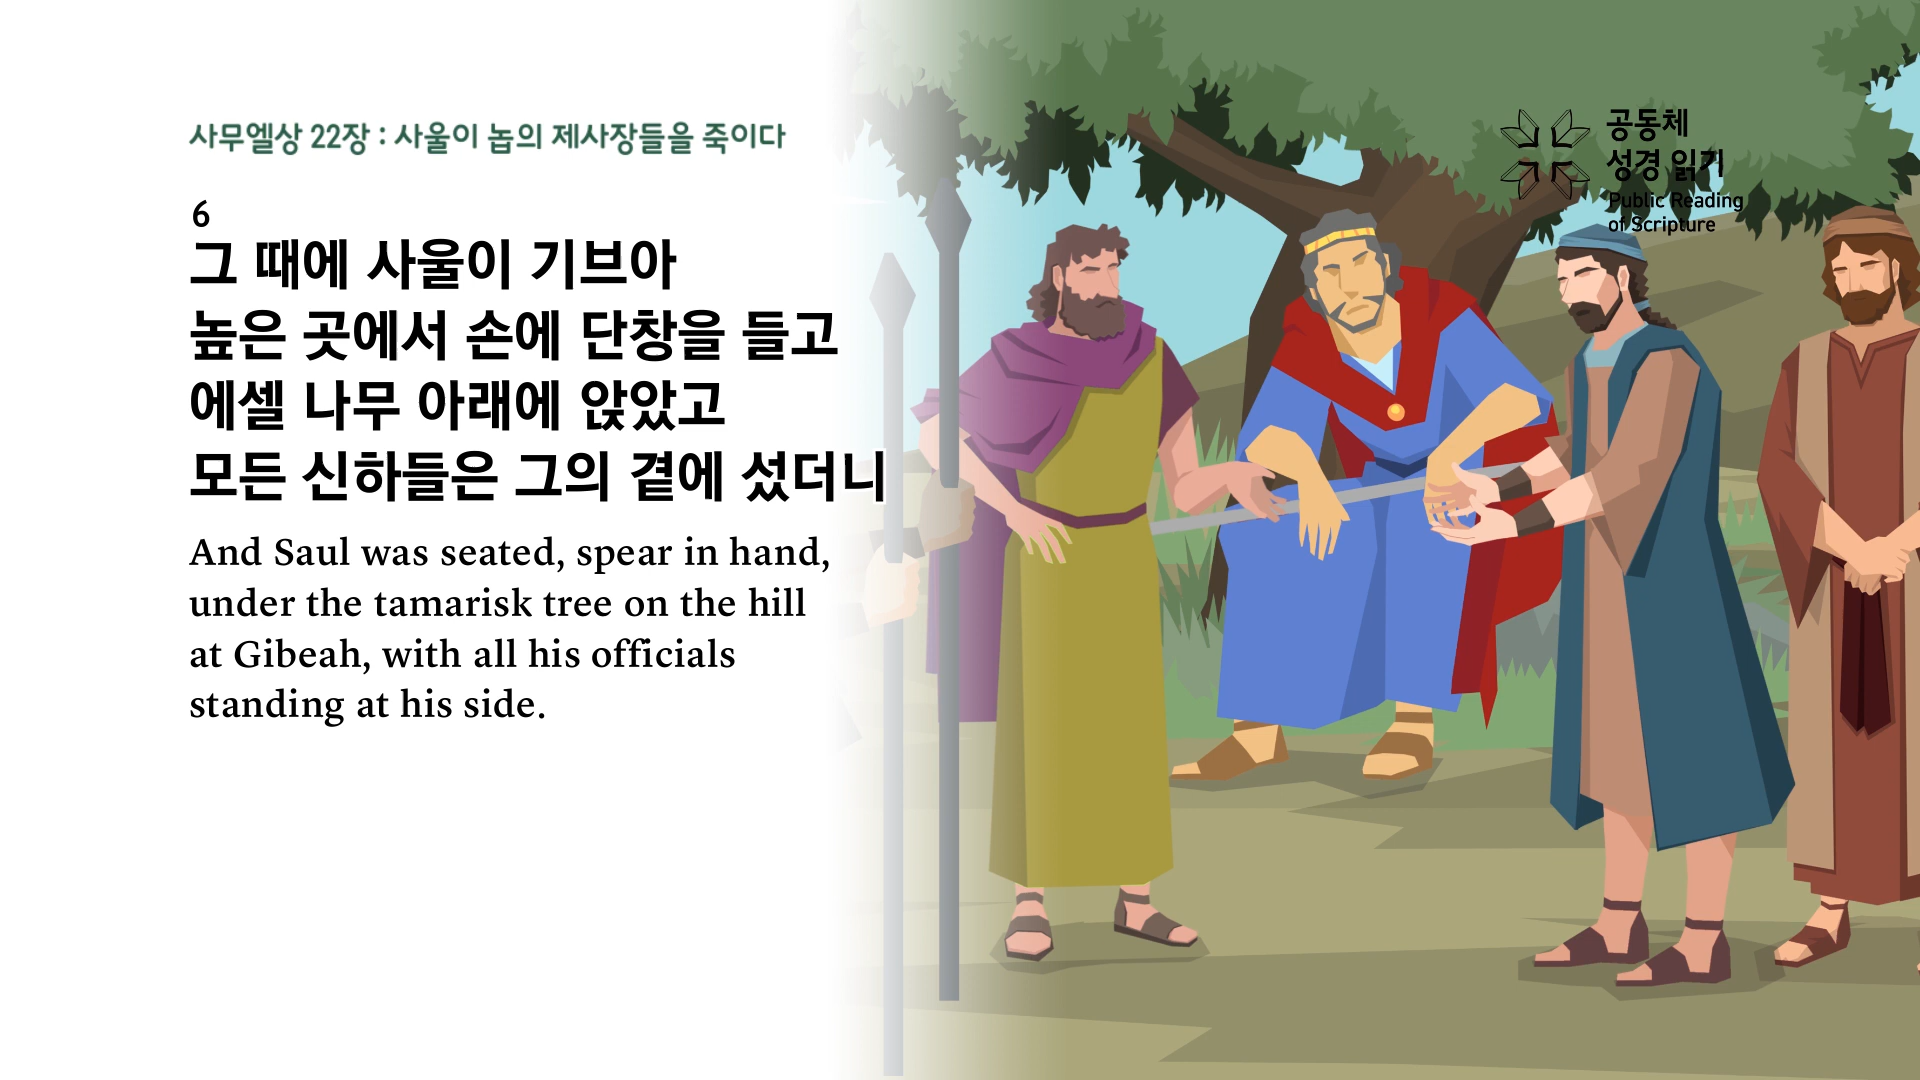 사무엘상 22장 : 사울이 놉의 제사장들을 죽이다
6
그 때에 사울이 기브아
높은 곳에서 손에 단창을 들고
에셀 나무 아래에 앉았고
모든 신하들은 그의 곁에 섰더니
And Saul was seated, spear in hand,
under the tamarisk tree on the hill
at Gibeah, with all his officials
standing at his side.
공동체
성경 읽기
Public Reading
of Scripture